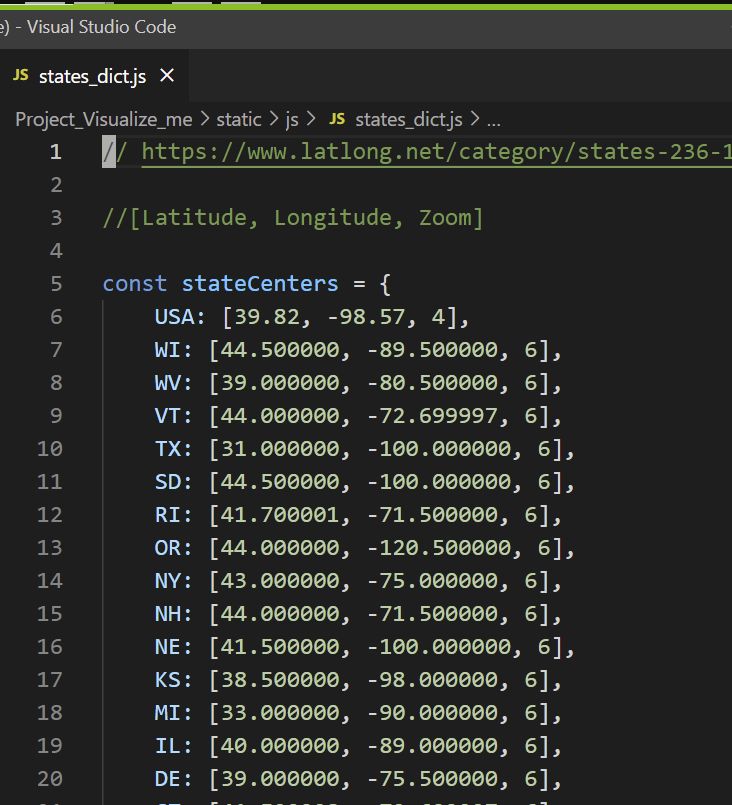 e) - Visual Studio Code
JS states_dict.js ×
Project_Visualize_me > static > js > JS states_dict.js > ...
1 // https://www.latlong.net/category/states-236-1
2
3 //[Latitude, Longitude, Zoom]
4
5 const stateCenters = {
6 USA: [39.82, -98.57, 4],
7 WI: [44.500000, -89.500000, 6],
8 WV: [39.000000, -80.500000, 6],
9 VT: [44.000000, -72.699997, 6],
10 TX: [31.000000, -100.000000, 6],
11 SD: [44.500000, -100.000000, 6],
12 RI: [41.700001, -71.500000, 6],
13 OR: [44.000000, -120.500000, 6],
14 NY: [43.000000, -75.000000, 6],
15 NH: [44.000000, -71.500000, 6],
16 NE: [41.500000, -100.000000, 6],
17 KS: [38.500000, -98.000000, 6],
18 MI: [33.000000, -90.000000, 6],
19 IL: [40.000000, -89.000000, 6],
20 DE: [39.000000, -75.500000, 6],